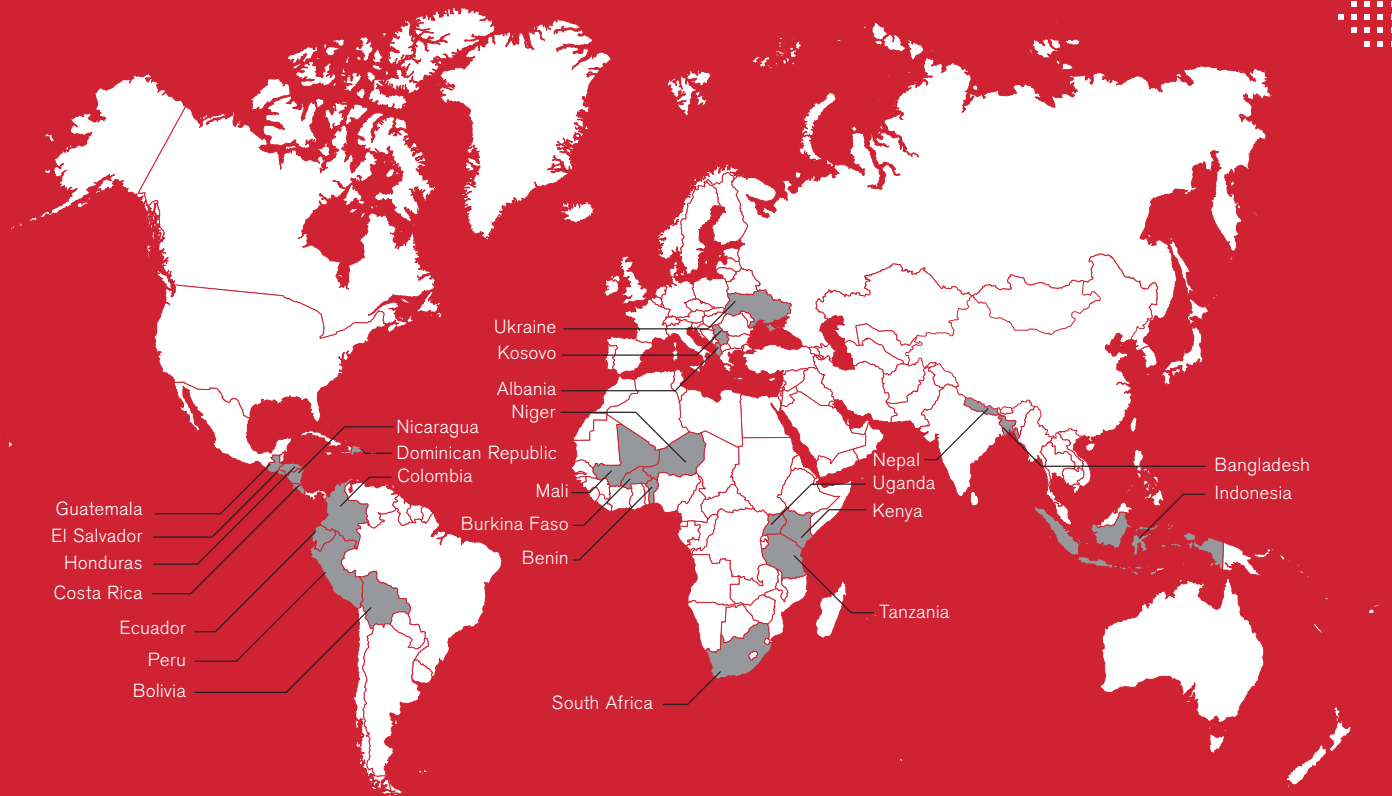 Ukraine
Kosovo
Albania
Niger
Nicaragua
Dominican Republic
Colombia
Guatemala
El Salvador
Honduras
Costa Rica
Ecuador
Peru
Bolivia
Mali
Burkina Faso
Benin
South Africa
Nepal
Uganda
Kenya
Tanzania
Bangladesh
Indonesia